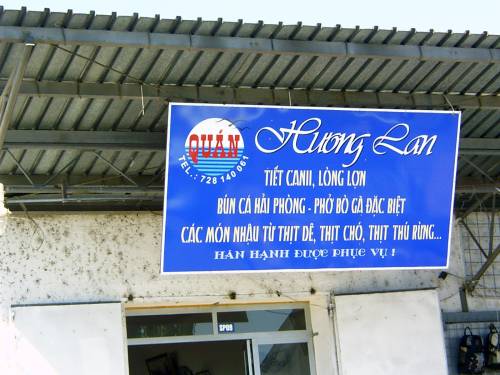 QUÁN
TEL.: 728 140 061
Hương Lan
TIẾT CANH, LÒNG LỢN
BÚN CÁ HẢI PHÒNG - PHỞ BÒ GÀ ĐẶC BIỆT
CÁC MÓN NHẬU TỪ THỊT DÊ, THỊT CHÓ, THỊT THÚ RỪNG...
HÂN HẠNH ĐƯỢC PHỤC VỤ !
SP09